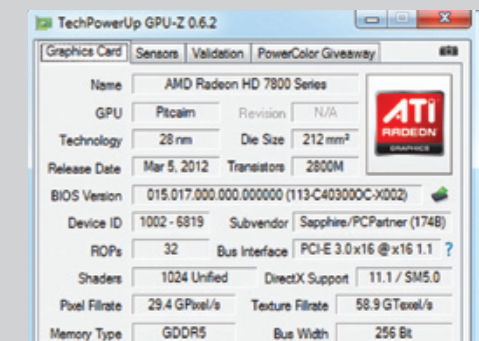 TechPowerUp GPU-Z 0.6.2
Graphics Card Sensors Validation PowerColor Giveaway
Name AMD Radeon HD 7800 Series
GPU Pitcairn Revision N/A
ATI
RADEON
GRAPHICS
Technology 28 nm Die Size 212 mm²
Release Date Mar 5, 2012 Transistors 2800M
BIOS Version 015.017.000.000.000000 (113-C40300OC-X002)
Device ID 1002 - 6819 Subvendor Sapphire/PCPartner (174B)
ROPs 32 Bus Interface PCI-E 3.0 x16 @ x16 1.1 ?
Shaders 1024 Unified DirectX Support 11.1 / SM5.0
Pixel Fillrate 29.4 GPixel/s Texture Fillrate 58.9 GTexel/s
Memory Type GDDR5 Bus Width 256 Bit